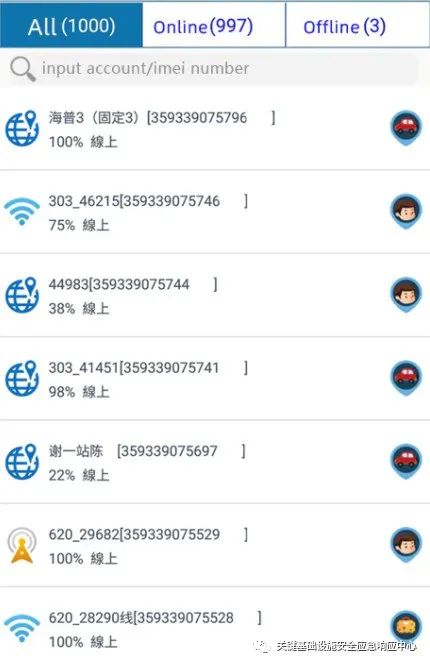 All (1000)
Online(997)
Offline (3)
input account/imei number
海普3（固定3）[359339075796 ]
100% 線上
303_46215[359339075746 ]
75% 線上
44983[359339075744 ]
38% 線上
303_41451[359339075741 ]
98% 線上
谢一站陈 [359339075697 ]
22% 線上
620_29682[359339075529 ]
100% 線上
620_28290线[359339075528 ]
100% 線上
关键基础设施安全应急响应中心